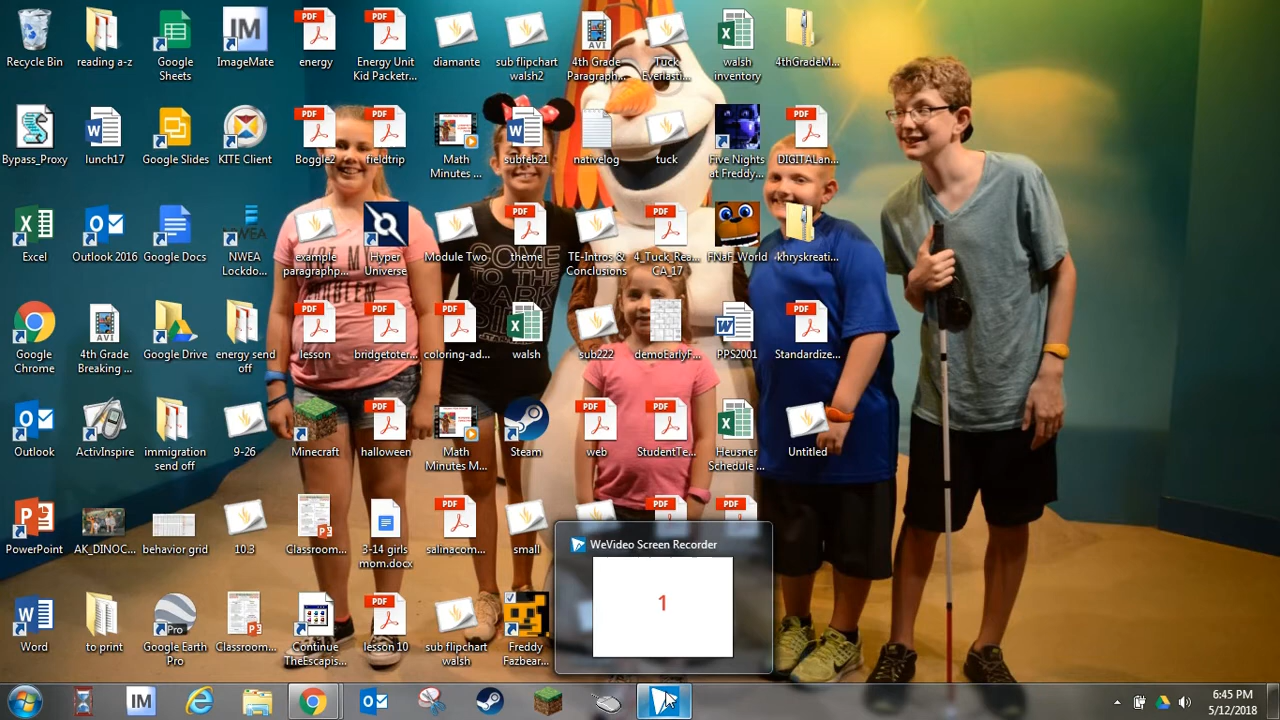 Recycle Bin
reading a-z
Google
Sheets
ImageMate
energy
Energy Unit
Kid Packetr...
diamante
sub flipchart
walsh2
4th Grade
Paragraph...
Tuck
Everlasti...
walsh
inventory
4thGradeM...
Bypass_Proxy
lunch17
Google Slides
KITE Client
Boggle2
fieldtrip
Math
Minutes ...
subfeb21
nativelog
tuck
Five Nights
at Freddy...
DIGITALan...
Excel
Outlook 2016
Google Docs
NWEA
Lockdo...
example
paragraphp...
Hyper
Universe
Module Two
theme
TE-Intros &
Conclusions
4_Tuck_Rea...
CA_17
FNaF_World
khryskreati...
COME TO
THE DARK
Google
Chrome
4th Grade
Breaking ...
Google Drive
energy send
off
lesson
bridgetoter...
coloring-ad...
walsh
sub222
demoEarlyF...
PPS2001
Standardize...
Outlook
ActivInspire
immigration
send off
9-26
Minecraft
halloween
Math
Minutes M...
Steam
web
StudentTe...
Heusner
Schedule ...
Untitled
PowerPoint
AK_DINOC...
behavior grid
10.3
Classroom...
3-14 girls
mom.docx
salinacom...
small
WeVideo Screen Recorder
1
Word
to print
Google Earth
Pro
Classroom...
Continue
TheEscapis...
lesson 10
sub flipchart
walsh
Freddy
Fazbear...
6:45 PM
5/12/2018